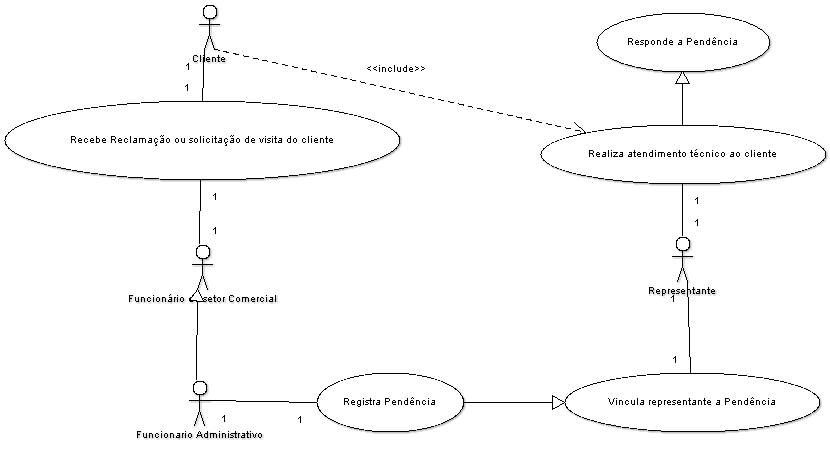 Responde a Pendência
Cliente
<<include>>
1
1
Recebe Reclamação ou solicitação de visita do cliente
Realiza atendimento técnico ao cliente
1
1
1
1
Funcionário setor Comercial
Representante
1
1
Registra Pendência
Vincula representante a Pendência
1
1
Funcionario Administrativo